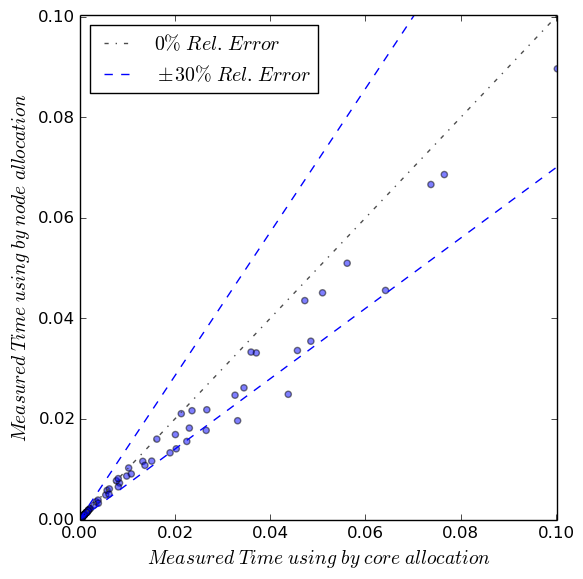 0% Rel. Error
±30% Rel. Error
0.10
0.08
0.06
0.04
0.02
0.00
Measured Time using by node allocation
0.00 0.02 0.04 0.06 0.08 0.10
Measured Time using by core allocation